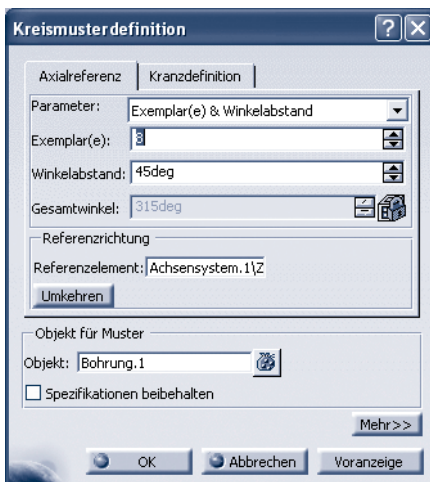 Kreismusterdefinition
Axialreferenz Kranzdefinition
Parameter: Exemplar(e) & Winkelabstand
Exemplar(e): 8
Winkelabstand: 45deg
Gesamtwinkel: 315deg
Referenzrichtung
Referenzelement: Achsensystem.1\Z
Umkehren
Objekt für Muster
Objekt: Bohrung.1
Spezifikationen beibehalten
Mehr>>
OK Abbrechen Voranzeige